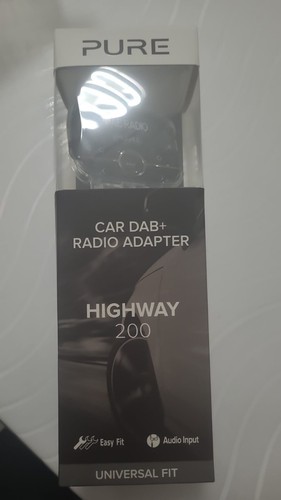 PURE
CAR DAB+
RADIO ADAPTER
HIGHWAY
200
Easy Fit
Audio Input
UNIVERSAL FIT